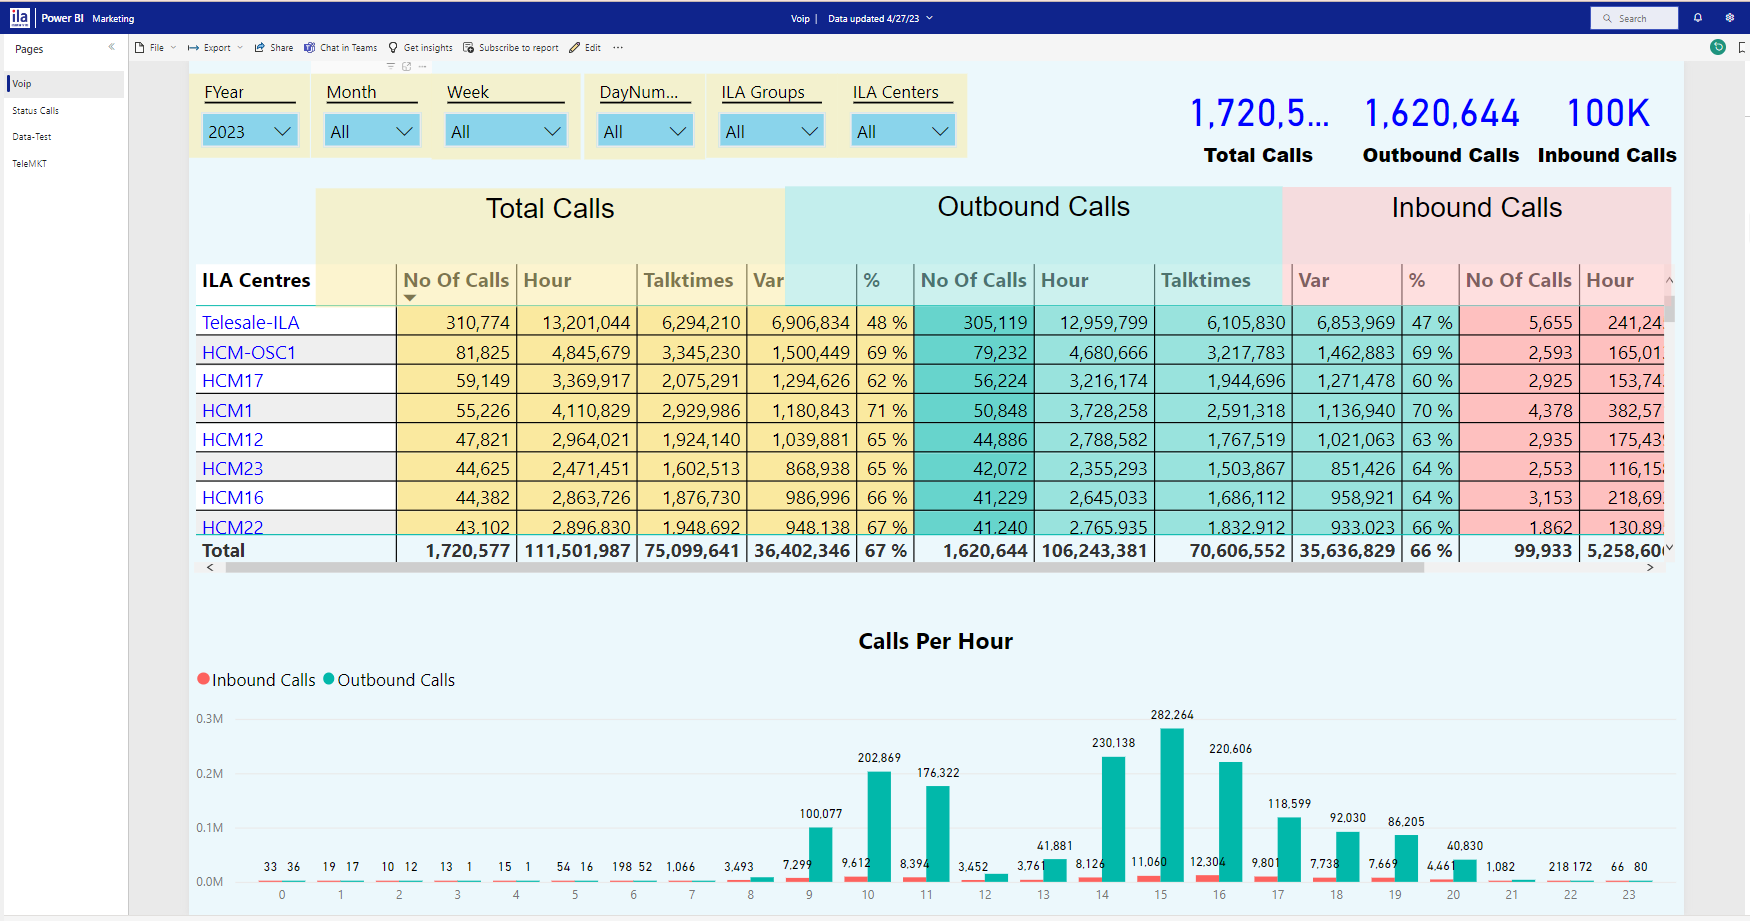 ila Power BI Marketing Voip | Data updated 4/27/23 Search
Pages File Export Share Chat in Teams Get insights Subscribe to report Edit
Voip
Status Calls
Data-Test
TeleMKT
FYear Month Week DayNum... ILA Groups ILA Centers
2023 All All All All All
1,720,5... 1,620,644 100K
Total Calls Outbound Calls Inbound Calls
Total Calls Outbound Calls Inbound Calls
ILA Centres No Of Calls Hour Talktimes Var % No Of Calls Hour Talktimes Var % No Of Calls Hour
Telesale-ILA 310,774 13,201,044 6,294,210 6,906,834 48 % 305,119 12,959,799 6,105,830 6,853,969 47 % 5,655 241,24
HCM-OSC1 81,825 4,845,679 3,345,230 1,500,449 69 % 79,232 4,680,666 3,217,783 1,462,883 69 % 2,593 165,01
HCM17 59,149 3,369,917 2,075,291 1,294,626 62 % 56,224 3,216,174 1,944,696 1,271,478 60 % 2,925 153,74
HCM1 55,226 4,110,829 2,929,986 1,180,843 71 % 50,848 3,728,258 2,591,318 1,136,940 70 % 4,378 382,57
HCM12 47,821 2,964,021 1,924,140 1,039,881 65 % 44,886 2,788,582 1,767,519 1,021,063 63 % 2,935 175,43
HCM23 44,625 2,471,451 1,602,513 868,938 65 % 42,072 2,355,293 1,503,867 851,426 64 % 2,553 116,15
HCM16 44,382 2,863,726 1,876,730 986,996 66 % 41,229 2,645,033 1,686,112 958,921 64 % 3,153 218,69
HCM22 43,102 2,896,830 1,948,692 948,138 67 % 41,240 2,765,935 1,832,912 933,023 66 % 1,862 130,89
Total 1,720,577 111,501,987 75,099,641 36,402,346 67 % 1,620,644 106,243,381 70,606,552 35,636,829 66 % 99,933 5,258,60
Calls Per Hour
Inbound Calls Outbound Calls
0.3M
0.2M
0.1M
0.0M
282,264
230,138
220,606
202,869
176,322
118,599
100,077
92,030
86,205
41,881
40,830
33 36 19 17 10 12 13 1 15 1 54 16 198 52 1,066 3,493 7,299 9,612 8,394 3,452 3,761 8,126 11,060 12,304 9,801 7,738 7,669 4,461 1,082 218 172 66 80
0 1 2 3 4 5 6 7 8 9 10 11 12 13 14 15 16 17 18 19 20 21 22 23